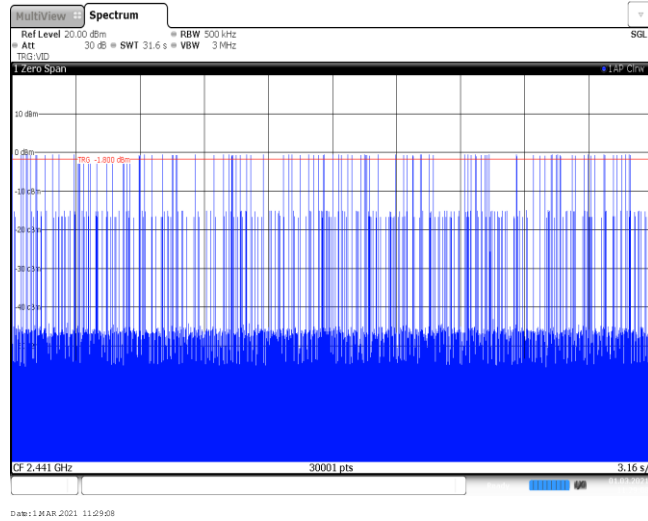 MultiView Spectrum
Ref Level 20.00 dBm RBW 500 kHz SGL
Att 30 dB SWT 31.6 s VBW 3 MHz
TRG:VID
1 Zero Span 1AP Clrw
10 dBm
0 dBm
TRG -1.800 dBm
CF 2.441 GHz 30001 pts 3.16 s/
Date: 1.MAR.2021 11:29:08